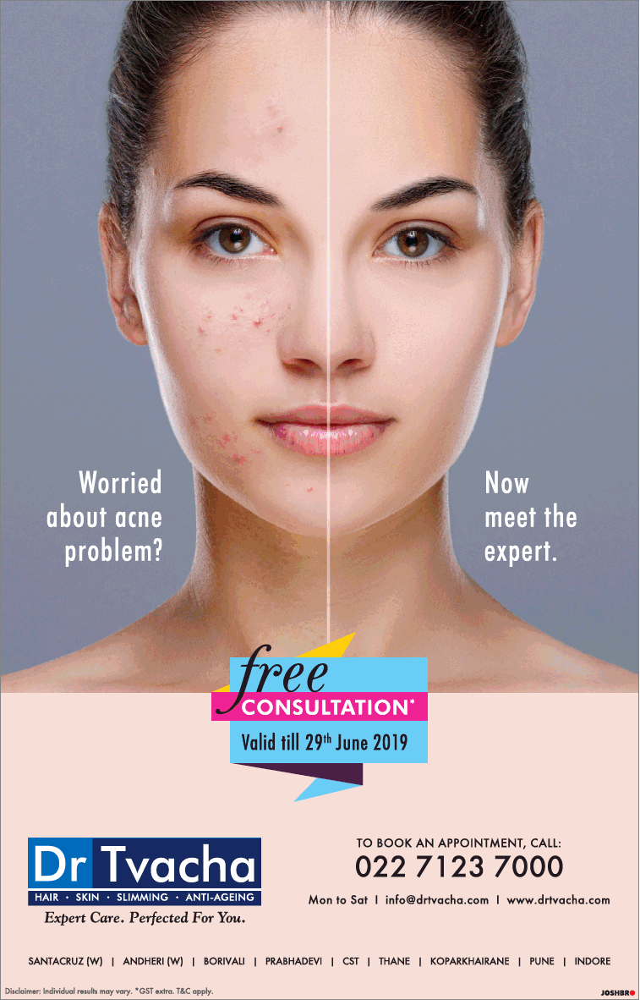 Worried
about acne
problem?
Now
meet the
expert.
free
CONSULTATION*
Valid till 29th June 2019
Dr Tvacha
HAIR • SKIN • SLIMMING • ANTI-AGEING
Expert Care. Perfected For You.
TO BOOK AN APPOINTMENT, CALL:
022 7123 7000
Mon to Sat I info@drtvacha.com I www.drtvacha.com
SANTACRUZ (W) | ANDHERI (W) | BORIVALI | PRABHADEVI | CST | THANE | KOPARKHAIRANE | PUNE | INDORE
Disclaimer: Individual results may vary. *GST extra. T&C apply.
JOSHBRO